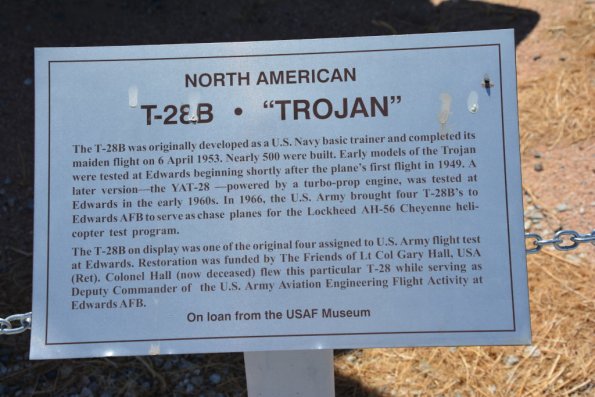 NORTH AMERICAN
T-28B • “TROJAN”
The T-28B was originally developed as a U.S. Navy basic trainer and completed its
maiden flight on 6 April 1953. Nearly 500 were built. Early models of the Trojan
were tested at Edwards beginning shortly after the plane's first flight in 1949. A
later version—the YAT-28 —powered by a turbo-prop engine, was tested at
Edwards in the early 1960s. In 1966, the U.S. Army brought four T-28B's to
Edwards AFB to serve as chase planes for the Lockheed AH-56 Cheyenne heli-
copter test program.
The T-28B on display was one of the original four assigned to U.S. Army flight test
at Edwards. Restoration was funded by The Friends of Lt Col Gary Hall, USA
(Ret). Colonel Hall (now deceased) flew this particular T-28 while serving as
Deputy Commander of the U.S. Army Aviation Engineering Flight Activity at
Edwards AFB.
On loan from the USAF Museum